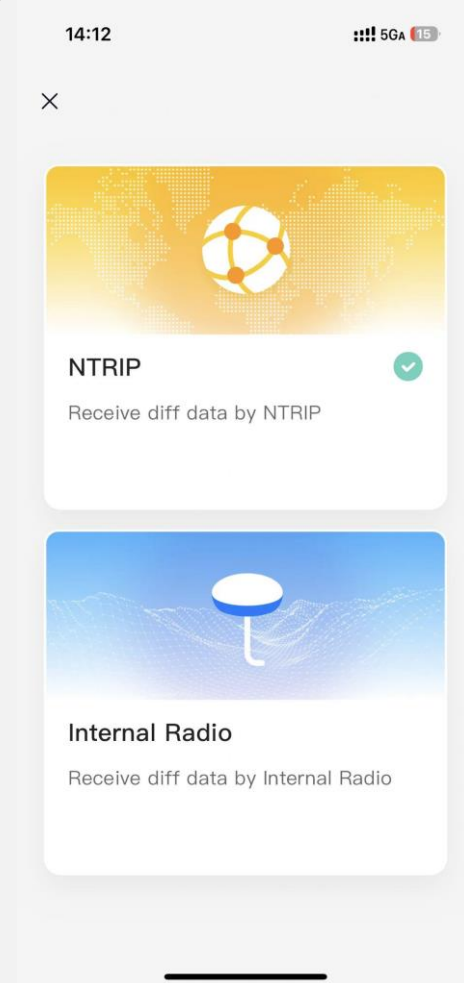 14:12
5GA 15
NTRIP
Receive diff data by NTRIP
Internal Radio
Receive diff data by Internal Radio